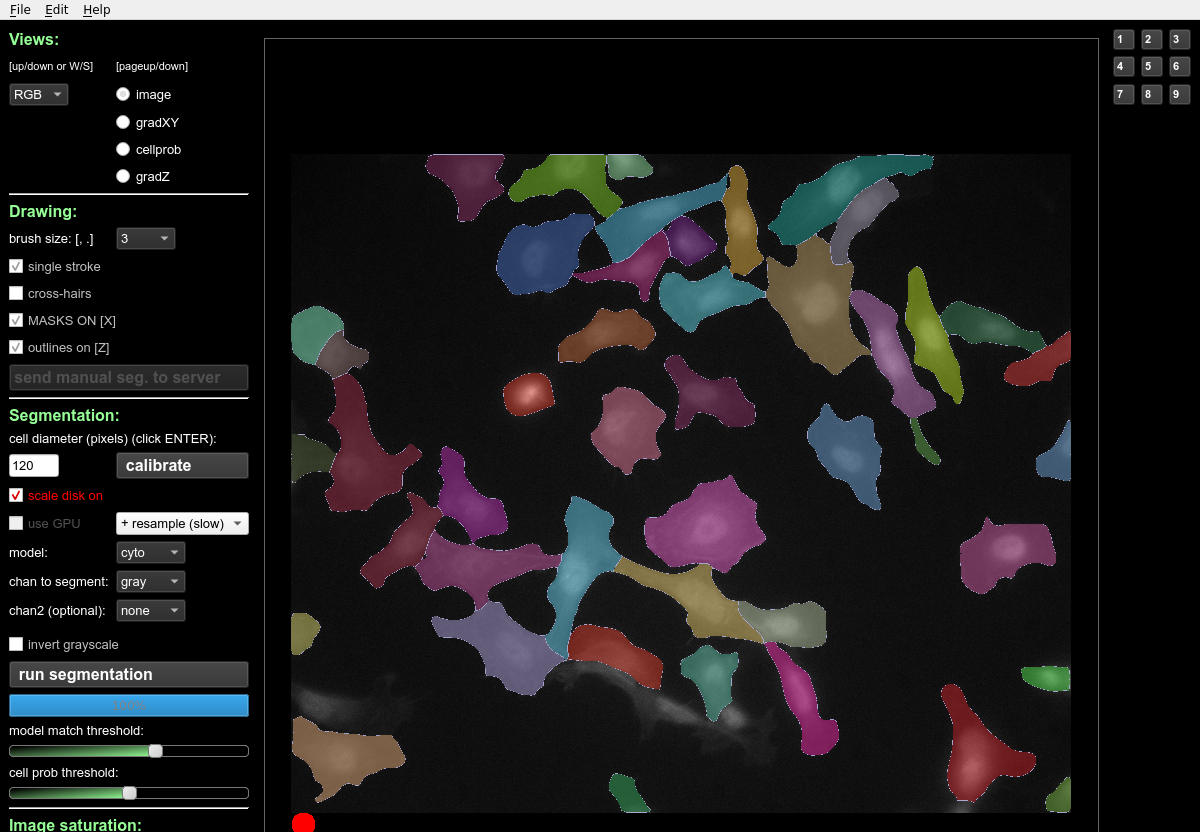 File Edit Help
Views:
[up/down or W/S] [pageup/down]
RGB image
gradXY
cellprob
gradZ
Drawing:
brush size: [, .] 3
single stroke
cross-hairs
MASKS ON [X]
outlines on [Z]
send manual seg. to server
Segmentation:
cell diameter (pixels) (click ENTER):
120 calibrate
scale disk on
use GPU + resample (slow)
model: cyto
chan to segment: gray
chan2 (optional): none
invert grayscale
run segmentation
100%
model match threshold:
cell prob threshold:
Image saturation:
1 2 3
4 5 6
7 8 9